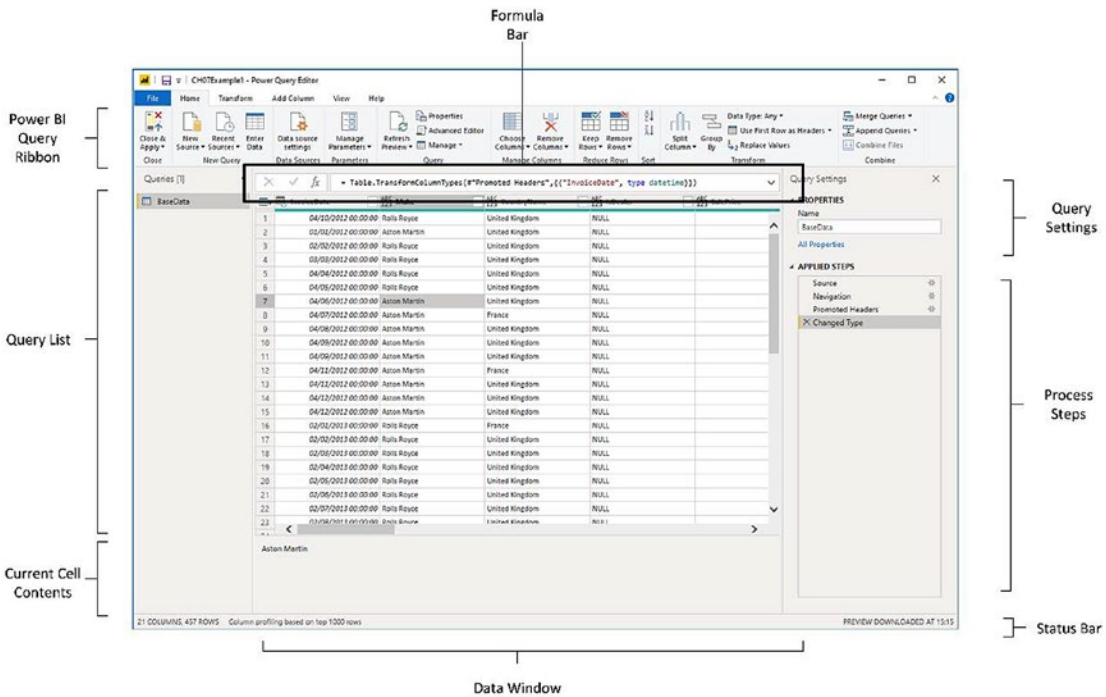 Formula
Bar
CH07Example1 - Power Query Editor
File Home Transform Add Column View Help
Power BI
Query
Ribbon
Close &
Apply
Close
New
Source
Recent
Sources
Enter
Data
New Query
Data source
settings
Data Sources
Manage
Parameters
Parameters
Refresh
Preview
Properties
Advanced Editor
Manage
Query
Choose
Columns
Remove
Columns
Manage Columns
Keep
Rows
Remove
Rows
Reduce Rows
Sort
Split
Column
Group
By
Data Type: Any
Use First Row as Headers
Replace Values
Transform
Merge Queries
Append Queries
Combine Files
Combine
Queries [1]
BaseData
fx = Table.TransformColumnTypes(#"Promoted Headers",{{"InvoiceDate", type datetime}})
1 04/10/2012 00:00:00 Rolls Royce United Kingdom NULL
2 01/01/2012 00:00:00 Aston Martin United Kingdom NULL
3 02/02/2012 00:00:00 Rolls Royce United Kingdom NULL
4 03/03/2012 00:00:00 Rolls Royce United Kingdom NULL
5 04/04/2012 00:00:00 Rolls Royce United Kingdom NULL
6 04/05/2012 00:00:00 Rolls Royce United Kingdom NULL
7 04/06/2012 00:00:00 Aston Martin United Kingdom NULL
8 04/07/2012 00:00:00 Aston Martin France NULL
9 04/08/2012 00:00:00 Aston Martin United Kingdom NULL
10 04/09/2012 00:00:00 Aston Martin United Kingdom NULL
11 04/09/2012 00:00:00 Aston Martin United Kingdom NULL
12 04/11/2012 00:00:00 Aston Martin France NULL
13 04/11/2012 00:00:00 Aston Martin United Kingdom NULL
14 04/12/2012 00:00:00 Aston Martin United Kingdom NULL
15 04/12/2012 00:00:00 Aston Martin United Kingdom NULL
16 02/01/2013 00:00:00 Rolls Royce France NULL
17 02/02/2013 00:00:00 Rolls Royce United Kingdom NULL
18 02/03/2013 00:00:00 Rolls Royce United Kingdom NULL
19 02/04/2013 00:00:00 Rolls Royce United Kingdom NULL
20 02/05/2013 00:00:00 Rolls Royce United Kingdom NULL
21 02/06/2013 00:00:00 Rolls Royce United Kingdom NULL
22 02/07/2013 00:00:00 Rolls Royce United Kingdom NULL
23 02/08/2013 00:00:00 Rolls Royce United Kingdom NULL
Aston Martin
Query Settings
PROPERTIES
Name
BaseData
All Properties
APPLIED STEPS
Source
Navigation
Promoted Headers
Changed Type
Query
Settings
Query List
Process
Steps
Current Cell
Contents
21 COLUMNS, 457 ROWS Column profiling based on top 1000 rows
PREVIEW DOWNLOADED AT 15:15
Status Bar
Data Window